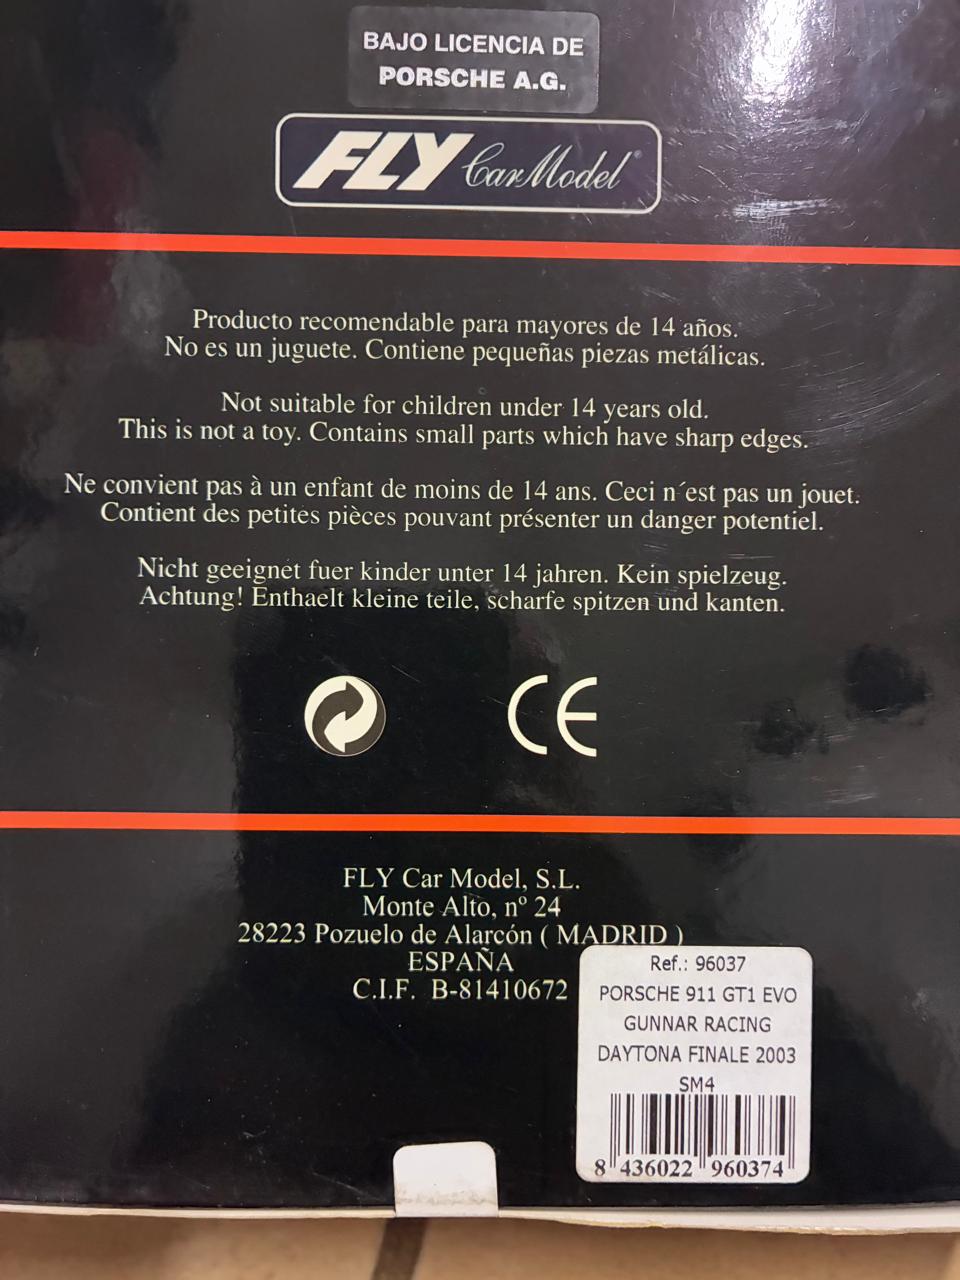 BAJO LICENCIA DE
PORSCHE A.G.
FLY Car Model®
Producto recomendable para mayores de 14 años.
No es un juguete. Contiene pequeñas piezas metálicas.
Not suitable for children under 14 years old.
This is not a toy. Contains small parts which have sharp edges.
Ne convient pas à un enfant de moins de 14 ans. Ceci n´est pas un jouet.
Contient des petites pièces pouvant présenter un danger potentiel.
Nicht geeignet fuer kinder unter 14 jahren. Kein spielzeug.
Achtung! Enthaelt kleine teile, scharfe spitzen und kanten.
CE
FLY Car Model, S.L.
Monte Alto, nº 24
28223 Pozuelo de Alarcón ( MADRID )
ESPAÑA
C.I.F. B-81410672
Ref.: 96037
PORSCHE 911 GT1 EVO
GUNNAR RACING
DAYTONA FINALE 2003
SM4
8 436022 960374